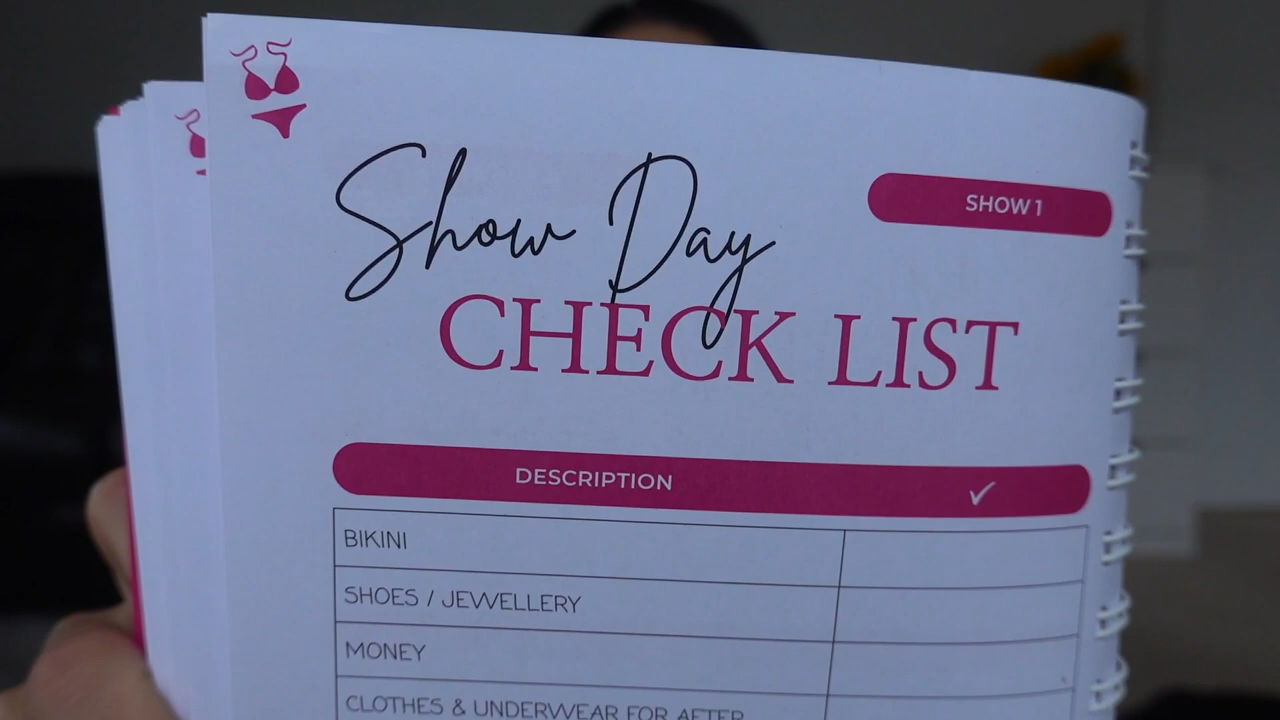 Show Day
SHOW 1
CHECK LIST
DESCRIPTION ✓
BIKINI
SHOES / JEWELLERY
MONEY
CLOTHES & UNDERWEAR FOR AFTER